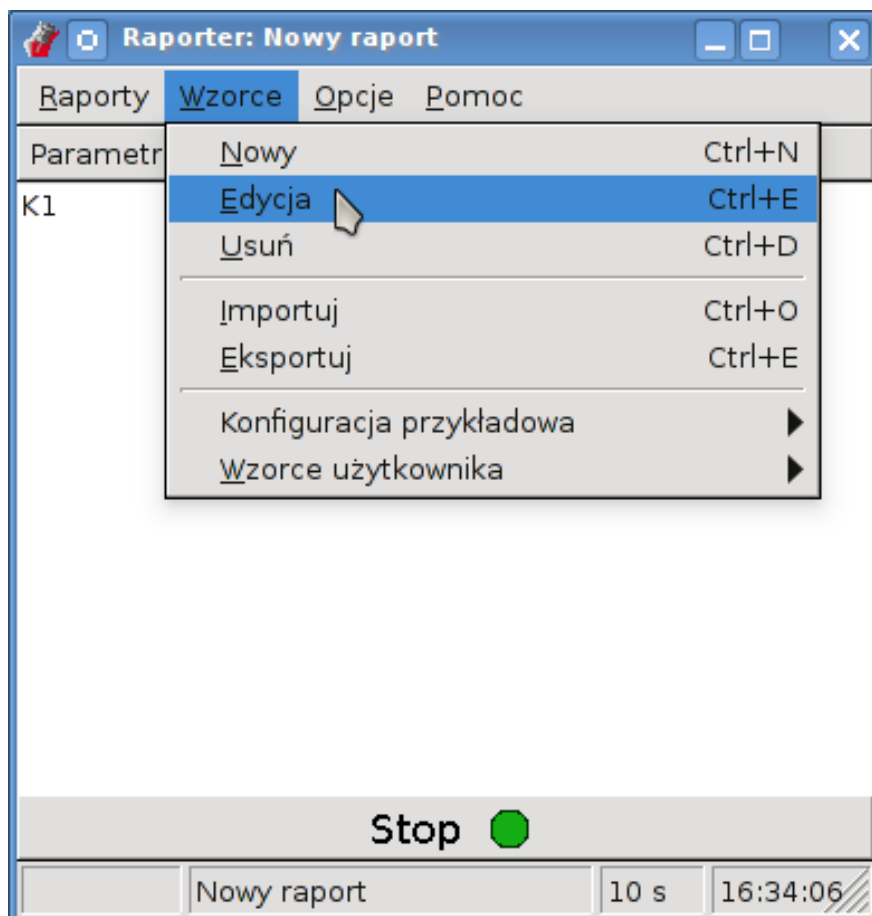 Raporter: Nowy raport
Raporty Wzorce Opcje Pomoc
Parametr
Nowy Ctrl+N
K1
Edycja Ctrl+E
Usuń Ctrl+D
Importuj Ctrl+O
Eksportuj Ctrl+E
Konfiguracja przykładowa
Wzorce użytkownika
Stop
Nowy raport 10 s 16:34:06